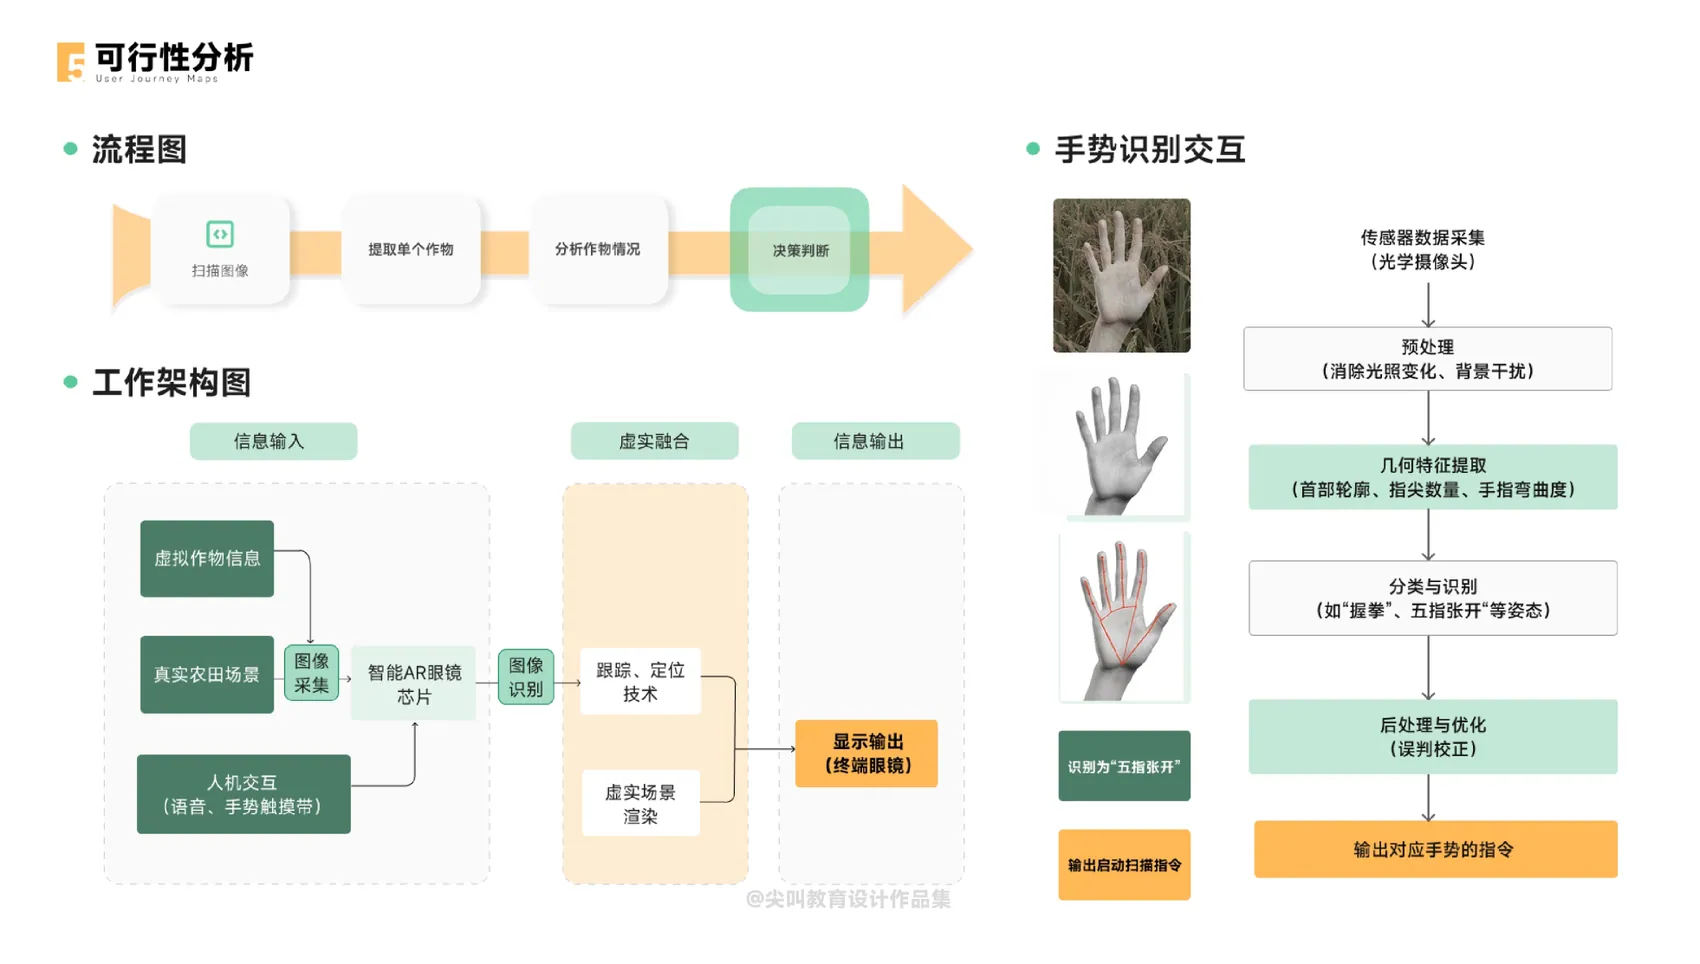 5 可行性分析
User Journey Maps
流程图
扫描图像
提取单个作物
分析作物情况
决策判断
工作架构图
信息输入
虚实融合
信息输出
虚拟作物信息
真实农田场景
图像
采集
智能AR眼镜
芯片
人机交互
（语音、手势触摸带）
图像
识别
跟踪、定位
技术
虚实场景
渲染
显示输出
（终端眼镜）
手势识别交互
识别为“五指张开”
输出启动扫描指令
传感器数据采集
（光学摄像头）
预处理
（消除光照变化、背景干扰）
几何特征提取
（首部轮廓、指尖数量、手指弯曲度）
分类与识别
（如“握拳”、五指张开“等姿态）
后处理与优化
（误判校正）
输出对应手势的指令
@尖叫教育设计作品集